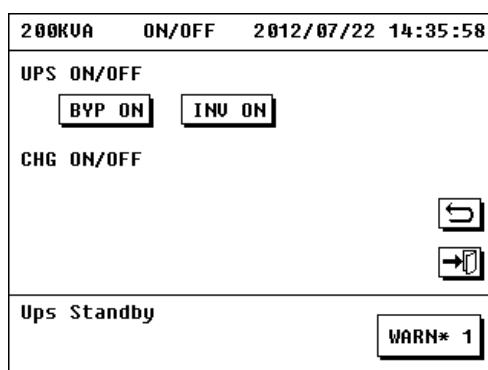 200KVA ON/OFF 2012/07/22 14:35:58
UPS ON/OFF
BYP ON INV ON
CHG ON/OFF
Ups Standby
WARN* 1